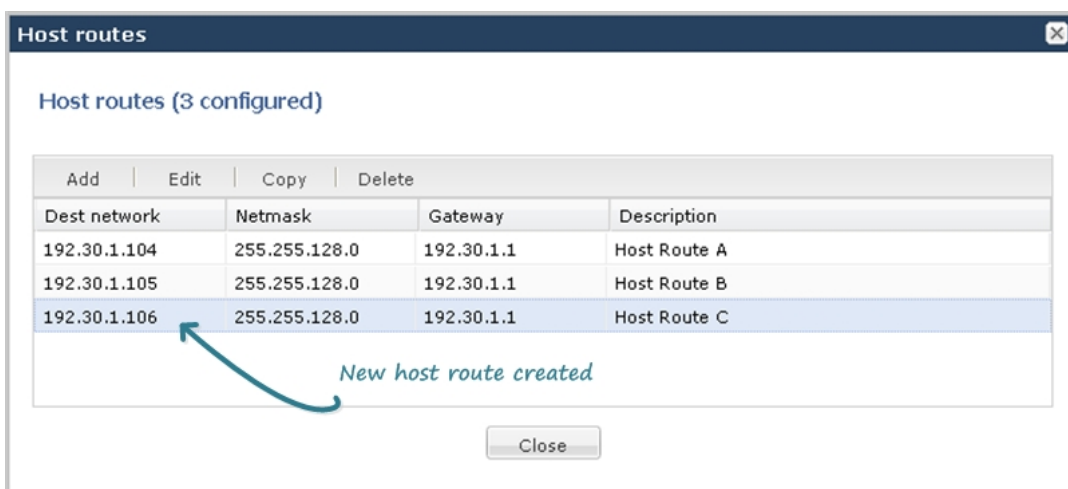 Host routes
Host routes (3 configured)
Add Edit Copy Delete
Dest network Netmask Gateway Description
192.30.1.104 255.255.128.0 192.30.1.1 Host Route A
192.30.1.105 255.255.128.0 192.30.1.1 Host Route B
192.30.1.106 255.255.128.0 192.30.1.1 Host Route C
New host route created
Close